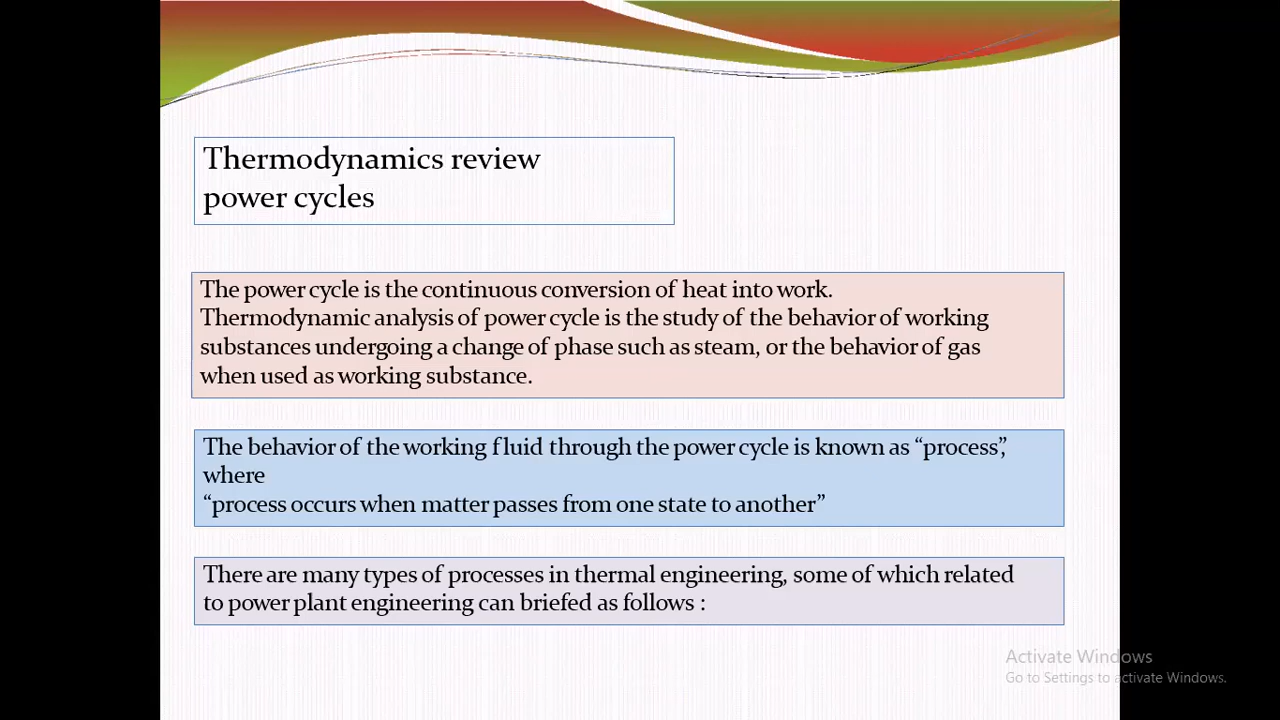 Thermodynamics review
power cycles
The power cycle is the continuous conversion of heat into work.
Thermodynamic analysis of power cycle is the study of the behavior of working
substances undergoing a change of phase such as steam, or the behavior of gas
when used as working substance.
The behavior of the working fluid through the power cycle is known as “process”,
where
“process occurs when matter passes from one state to another”
There are many types of processes in thermal engineering, some of which related
to power plant engineering can briefed as follows :
Activate Windows
Go to Settings to activate Windows.